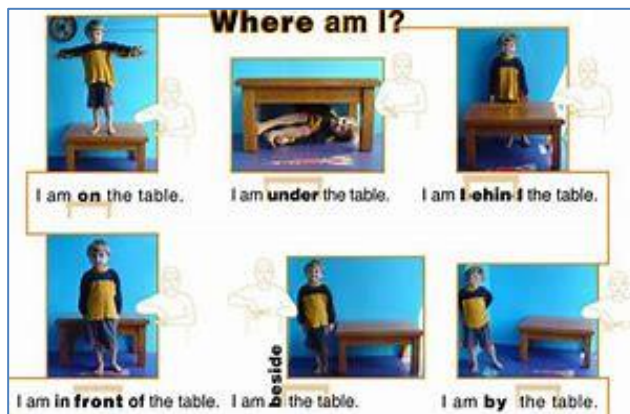 Where am I?
I am on the table.
I am under the table.
I am the table.
I am in front of the table.
I am beside the table.
I am by the table.